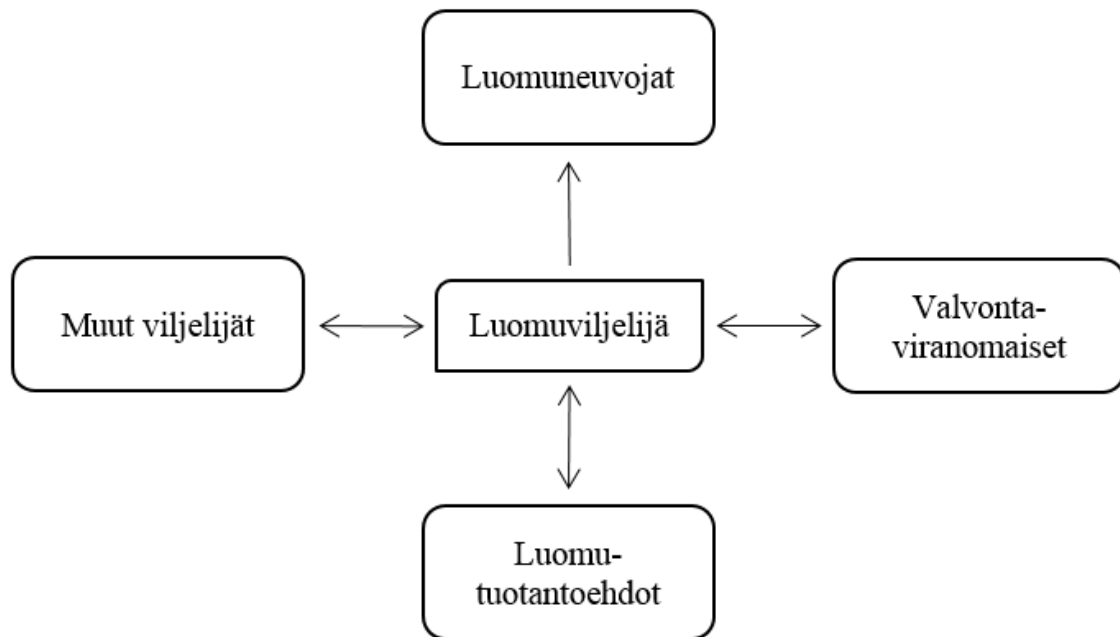 Luomuneuvojat
Muut viljelijät
Luomuviljelijä
Valvonta-
viranomaiset
Luomu-
tuotantoehdot